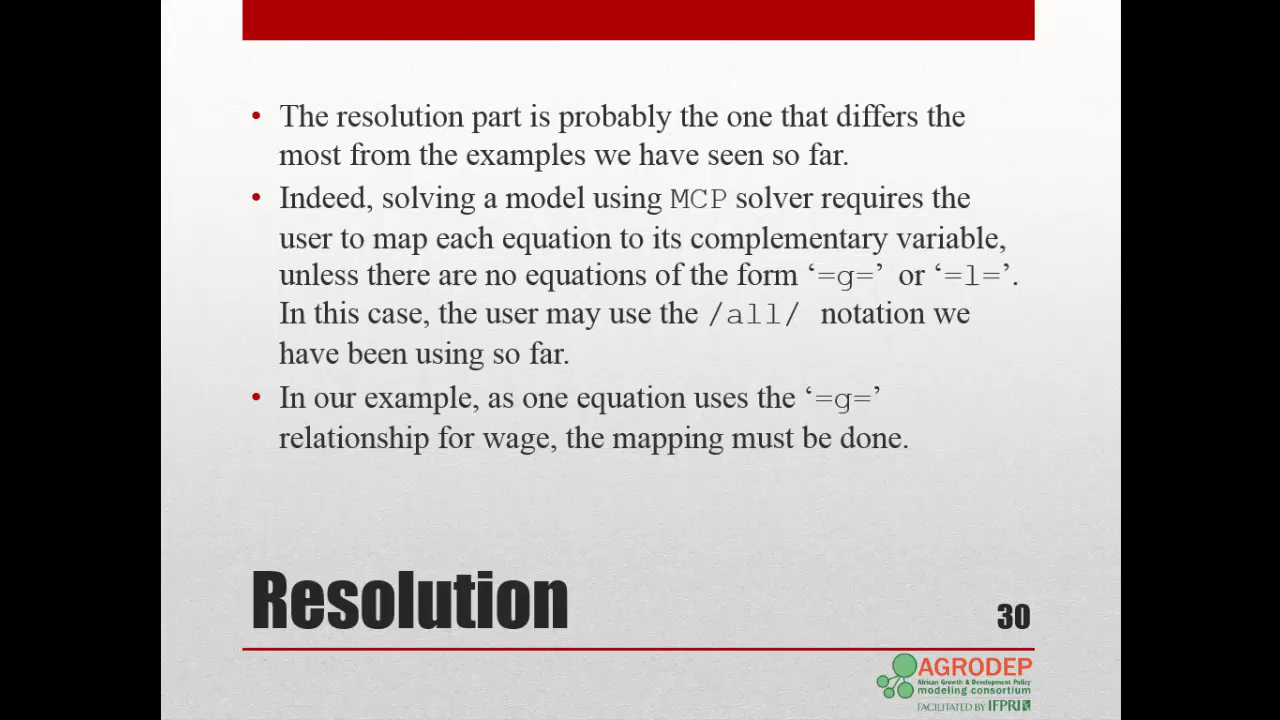 • The resolution part is probably the one that differs the
most from the examples we have seen so far.
• Indeed, solving a model using MCP solver requires the
user to map each equation to its complementary variable,
unless there are no equations of the form ‘=g=’ or ‘=l=’.
In this case, the user may use the /all/ notation we
have been using so far.
• In our example, as one equation uses the ‘=g=’
relationship for wage, the mapping must be done.
Resolution
30
AGRODEP
African Growth & Development Policy
modeling consortium
FACILITATED BY IFPRI